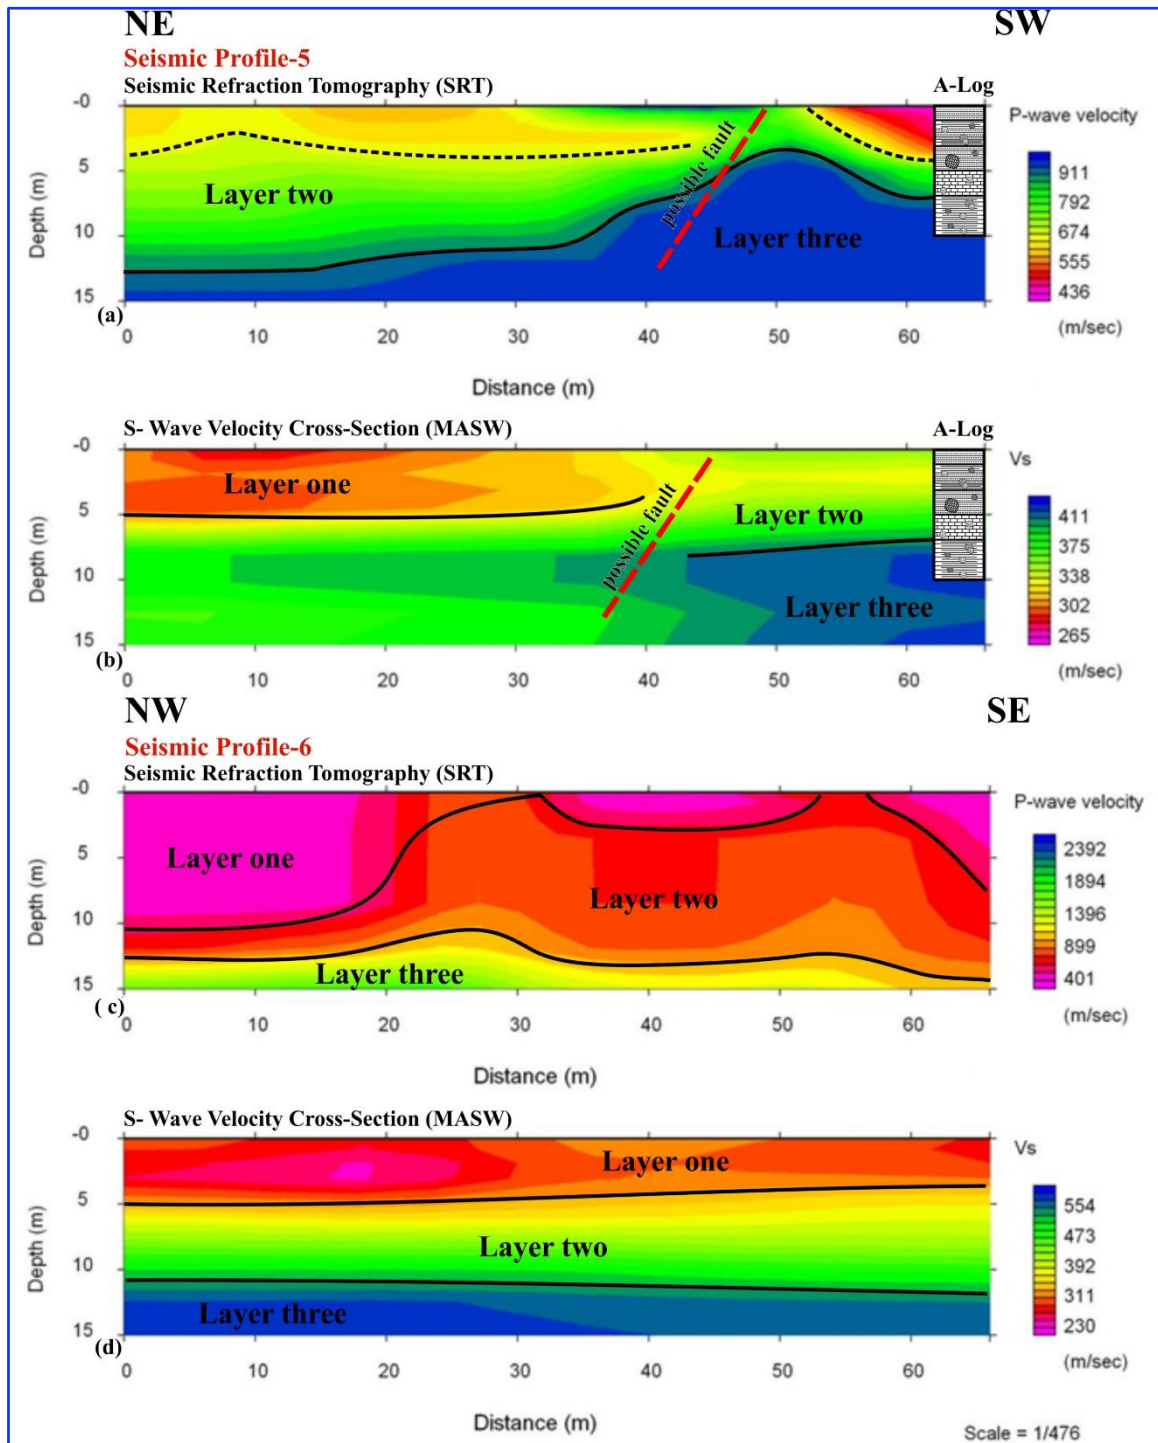 NE SW
Seismic Profile-5
Seismic Refraction Tomography (SRT) A-Log
P-wave velocity
-0
5
10
15
Depth (m)
Layer two
possible fault
Layer three
911
792
674
555
436
(m/sec)
(a)
0 10 20 30 40 50 60
Distance (m)
S- Wave Velocity Cross-Section (MASW) A-Log
Vs
-0
5
10
15
Depth (m)
Layer one
possible fault
Layer two
Layer three
411
375
338
302
265
(m/sec)
(b)
0 10 20 30 40 50 60
NW SE
Seismic Profile-6
Seismic Refraction Tomography (SRT)
P-wave velocity
-0
5
10
15
Depth (m)
Layer one
Layer two
Layer three
2392
1894
1396
899
401
(m/sec)
( c)
0 10 20 30 40 50 60
Distance (m)
S- Wave Velocity Cross-Section (MASW)
Vs
-0
5
10
15
Depth (m)
Layer one
Layer two
Layer three
554
473
392
311
230
(m/sec)
(d)
0 10 20 30 40 50 60
Distance (m)
Scale = 1/476